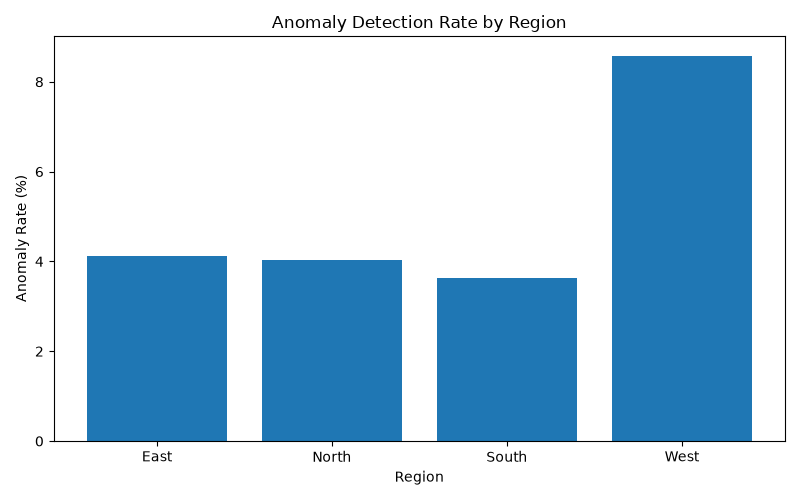 Anomaly Detection Rate by Region
Anomaly Rate (%)
8
6
4
2
0
East North South West
Region